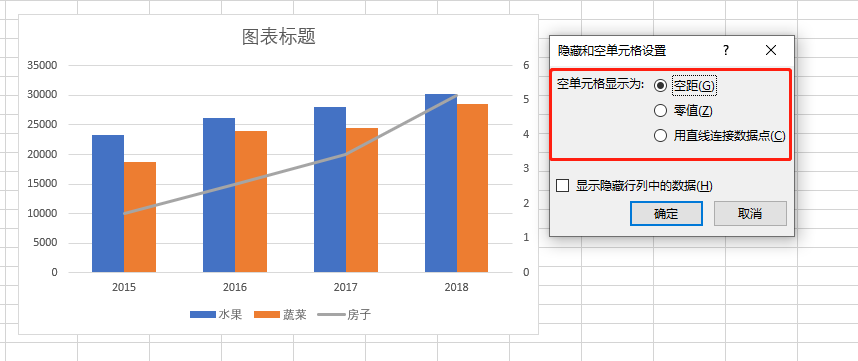 图表标题
35000
30000
25000
20000
15000
10000
5000
0
6
5
4
3
2
1
0
2015 2016 2017 2018
水果 蔬菜 房子
隐藏和空单元格设置 ?
空单元格显示为: 空距(G)
零值(Z)
用直线连接数据点(C)
显示隐藏行列中的数据(H)
确定 取消